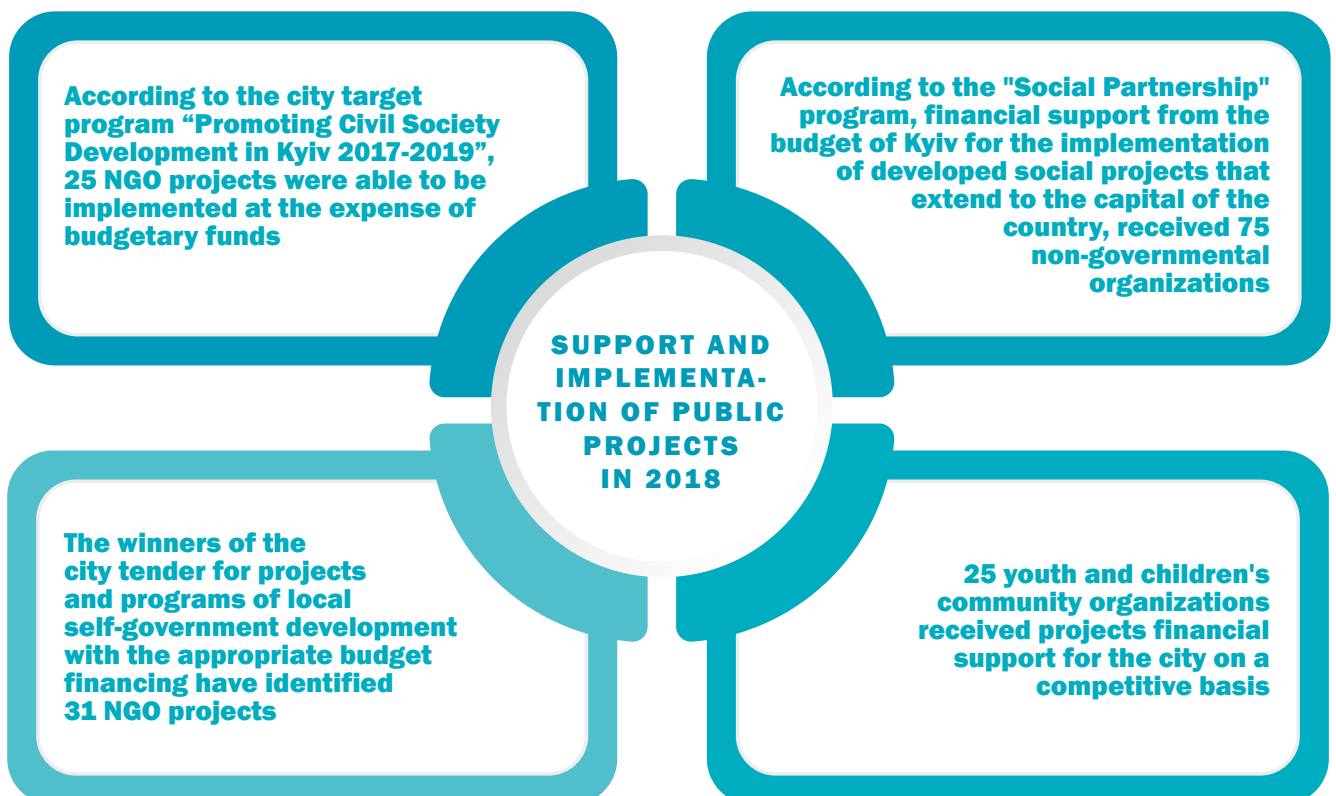 According to the city target
program “Promoting Civil Society
Development in Kyiv 2017-2019”,
25 NGO projects were able to be
implemented at the expense of
budgetary funds
According to the "Social Partnership"
program, financial support from the
budget of Kyiv for the implementation
of developed social projects that
extend to the capital of the
country, received 75
non-governmental
organizations
SUPPORT AND
IMPLEMENTA-
TION OF PUBLIC
PROJECTS
IN 2018
The winners of the
city tender for projects
and programs of local
self-government development
with the appropriate budget
financing have identified
31 NGO projects
25 youth and children's
community organizations
received projects financial
support for the city on a
competitive basis